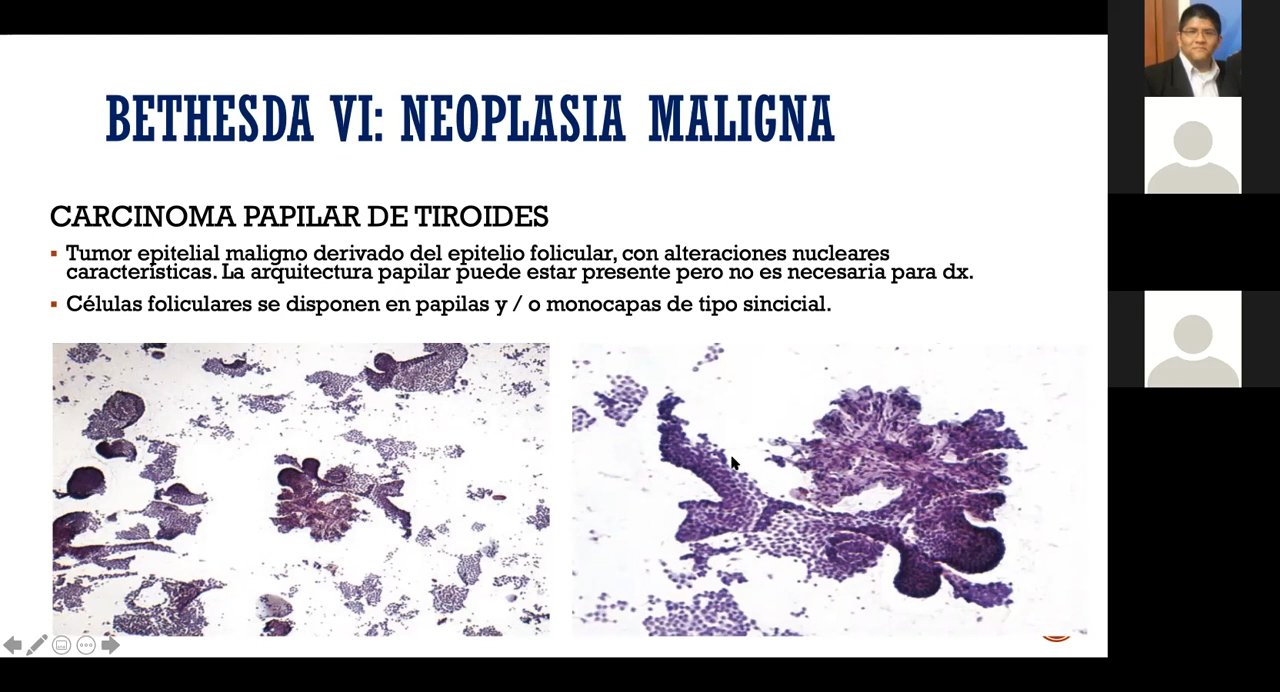 BETHESDA VI: NEOPLASIA MALIGNA
CARCINOMA PAPILAR DE TIROIDES
▪ Tumor epitelial maligno derivado del epitelio folicular, con alteraciones nucleares
características. La arquitectura papilar puede estar presente pero no es necesaria para dx.
▪ Células foliculares se disponen en papilas y / o monocapas de tipo sincicial.